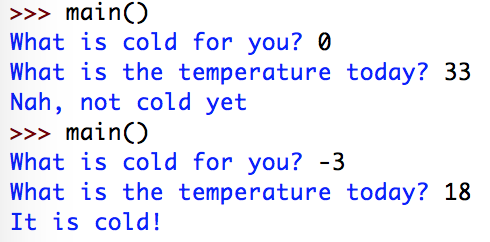 >>> main()
What is cold for you? 0
What is the temperature today? 33
Nah, not cold yet
>>> main()
What is cold for you? -3
What is the temperature today? 18
It is cold!